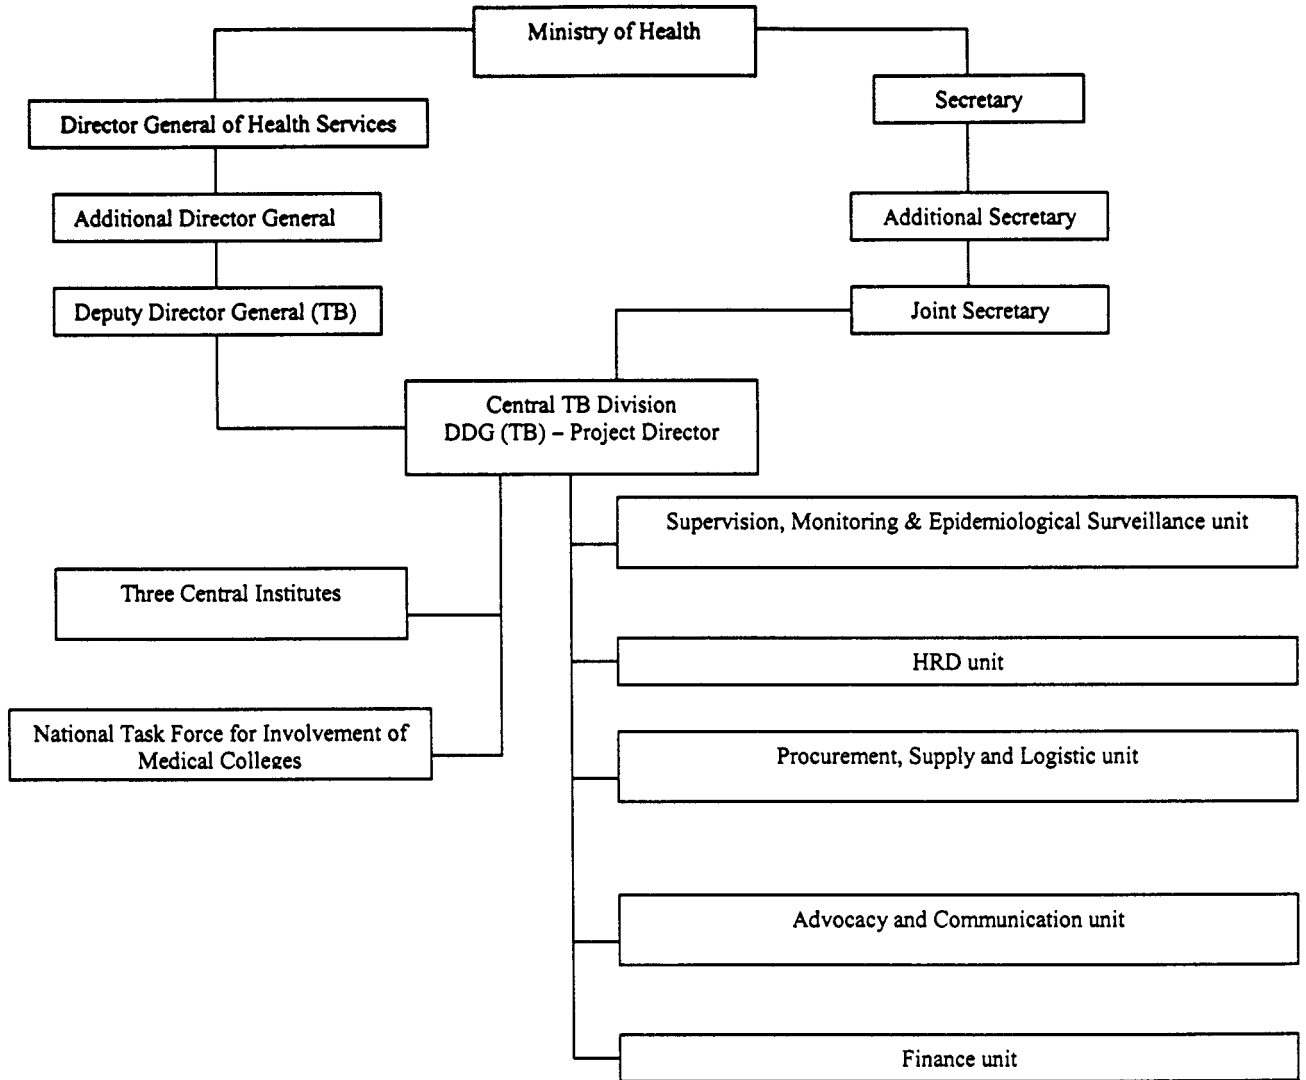 Ministry of Health
Director General of Health Services
Secretary
Additional Director General
Additional Secretary
Deputy Director General (TB)
Joint Secretary
Central TB Division
DDG (TB) – Project Director
Supervision, Monitoring & Epidemiological Surveillance unit
Three Central Institutes
HRD unit
National Task Force for Involvement of
Medical Colleges
Procurement, Supply and Logistic unit
Advocacy and Communication unit
Finance unit